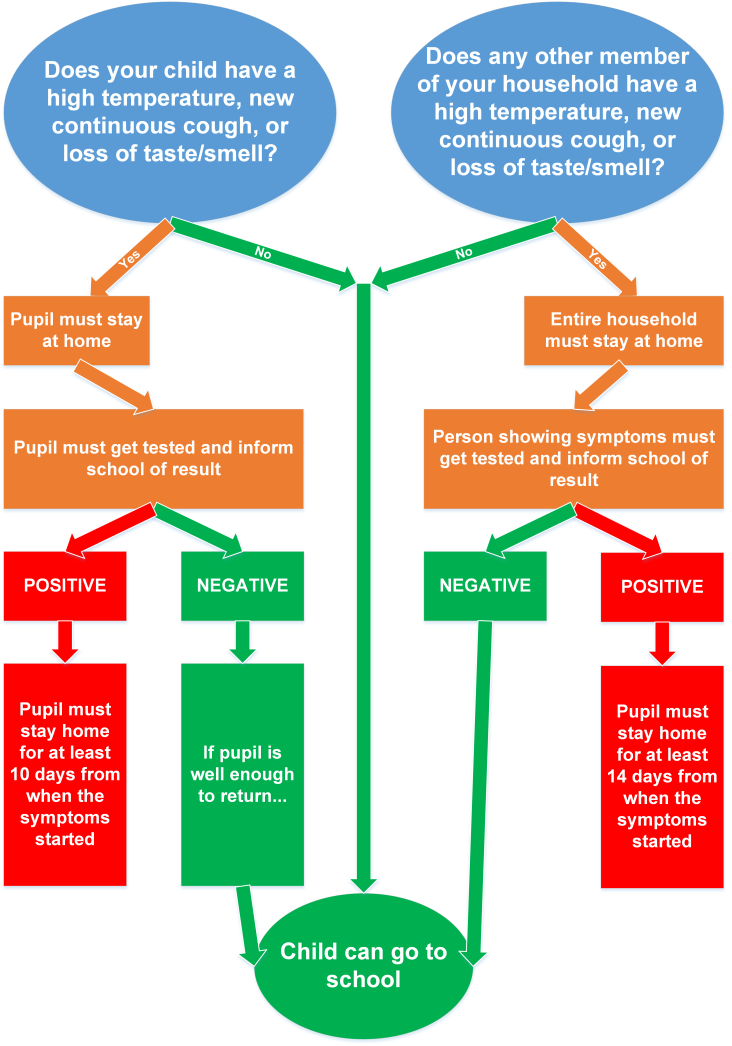 Does your child have a
high temperature, new
continuous cough, or
loss of taste/smell?
Does any other member
of your household have a
high temperature, new
continuous cough, or
loss of taste/smell?
Yes
No
No
Yes
Pupil must stay
at home
Entire household
must stay at home
Pupil must get tested and inform
school of result
Person showing symptoms must
get tested and inform school of
result
POSITIVE
NEGATIVE
NEGATIVE
POSITIVE
Pupil must
stay home
for at least
10 days from
when the
symptoms
started
If pupil is
well enough
to return...
Pupil must
stay home
for at least
14 days from
when the
symptoms
started
Child can go to
school